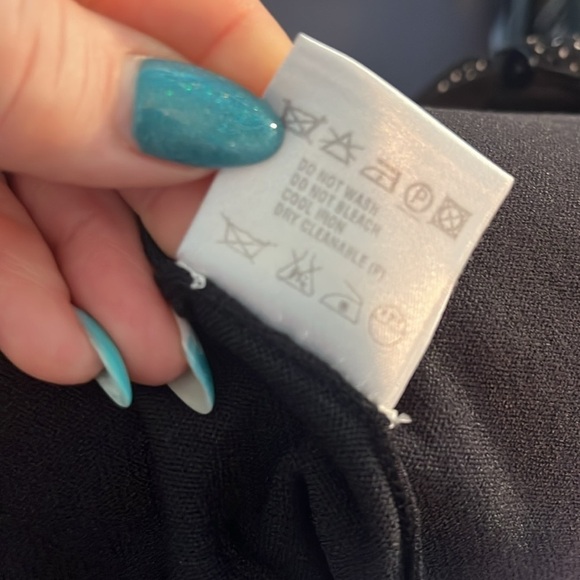 P
DO NOT WASH
DO NOT BLEACH
COOL IRON
DRY CLEANABLE (P)